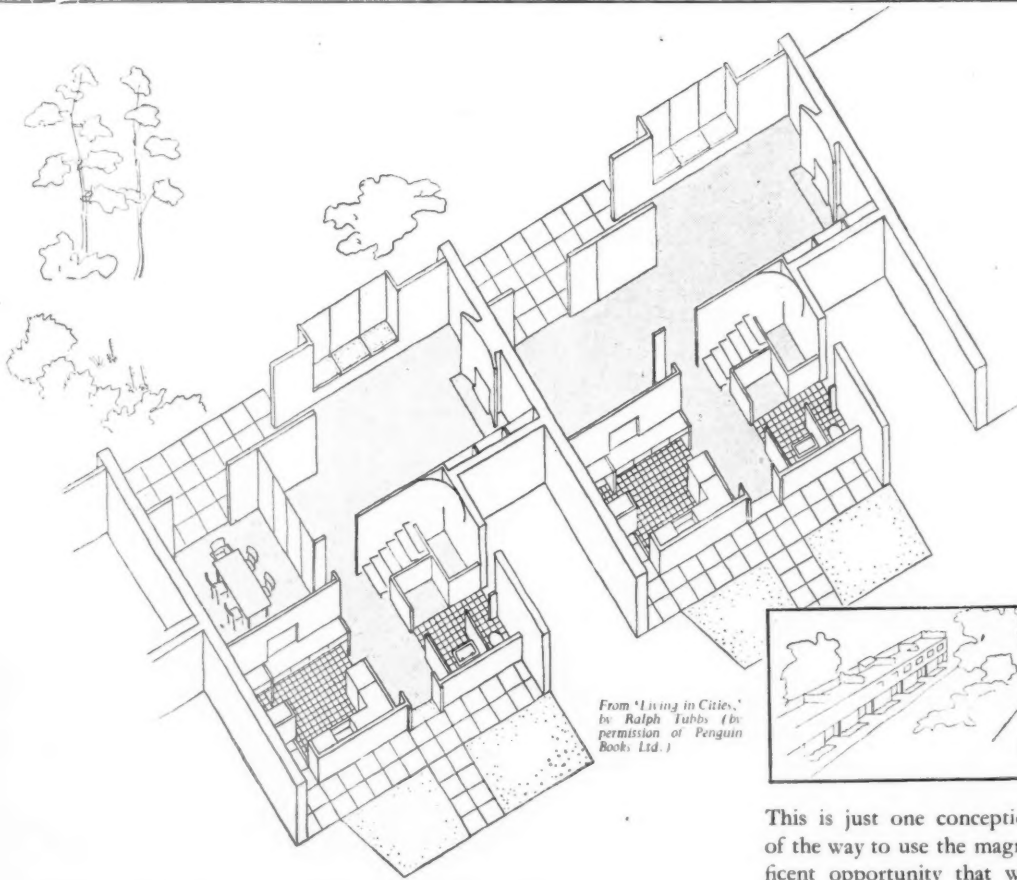 From 'Living in Cities,'
by Ralph Tubbs (by
permission of Penguin
Books Ltd.)
This is just one concepti
of the way to use the magn
ficent opportunity that w